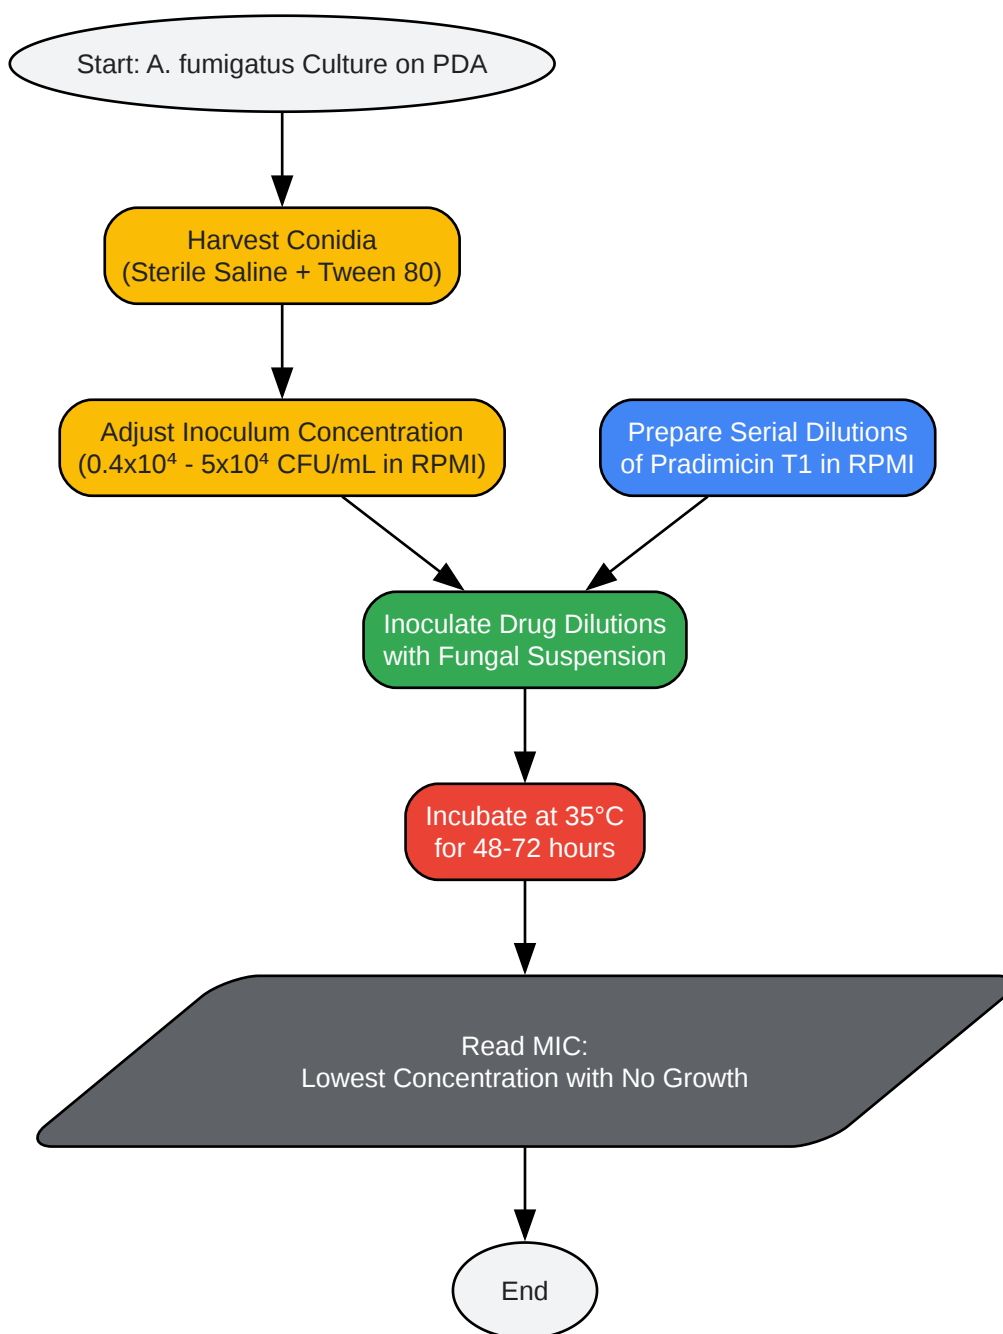 Start: A. fumigatus Culture on PDA
Harvest Conidia
(Sterile Saline + Tween 80)
Adjust Inoculum Concentration
(0.4x10⁴ - 5x10⁴ CFU/mL in RPMI)
Prepare Serial Dilutions
of Pradimicin T1 in RPMI
Inoculate Drug Dilutions
with Fungal Suspension
Incubate at 35°C
for 48-72 hours
Read MIC:
Lowest Concentration with No Growth
End